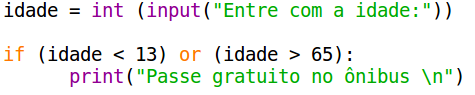 idade = int (input("Entre com a idade:"))
if (idade < 13) or (idade > 65):
print("Passe gratuito no ônibus \n")